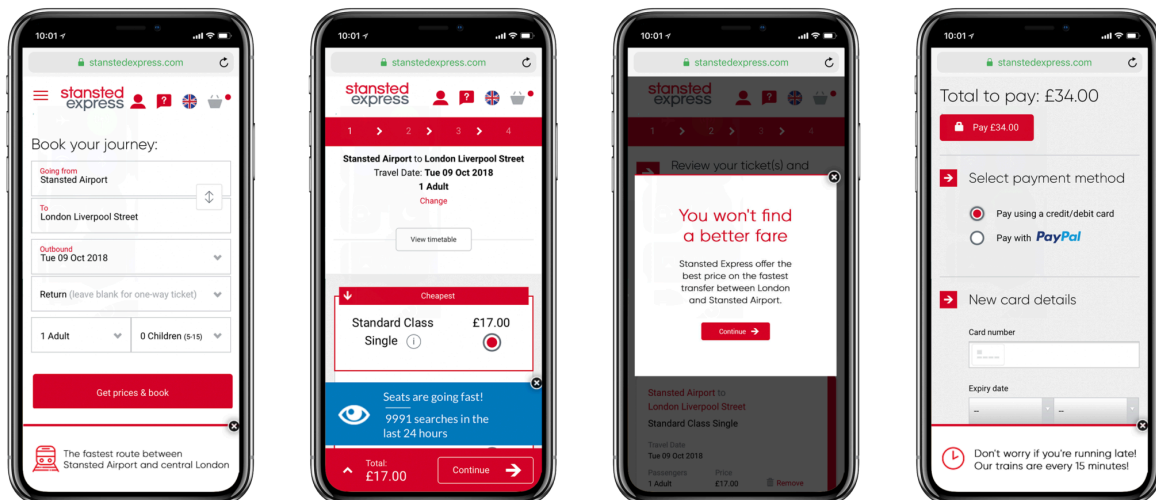 10:01
stanstedexpress.com
stansted
express
Book your journey:
Going from
Stansted Airport
To
London Liverpool Street
Outbound
Tue 09 Oct 2018
Return (leave blank for one-way ticket)
1 Adult
0 Children (5-15)
Get prices & book
The fastest route between
Stansted Airport and central London
10:01
stanstedexpress.com
stansted
express
1 > 2 > 3 > 4
Stansted Airport to London Liverpool Street
Travel Date: Tue 09 Oct 2018
1 Adult
Change
View timetable
Cheapest
Standard Class
Single
£17.00
Seats are going fast!
9991 searches in the
last 24 hours
Total:
£17.00
Continue
10:01
stanstedexpress.com
stansted
express
1 > 2 > 3 > 4
Review your ticket(s) and
You won't find
a better fare
Stansted Express offer the
best price on the fastest
transfer between London
and Stansted Airport.
Continue
Stansted Airport to
London Liverpool Street
Standard Class Single
Travel Date
Tue 09 Oct 2018
Passengers
1 Adult
Price
£17.00
Remove
10:01
stanstedexpress.com
Total to pay: £34.00
Pay £34.00
Select payment method
Pay using a credit/debit card
Pay with PayPal
New card details
Card number
Expiry date
Don't worry if you're running late!
Our trains are every 15 minutes!